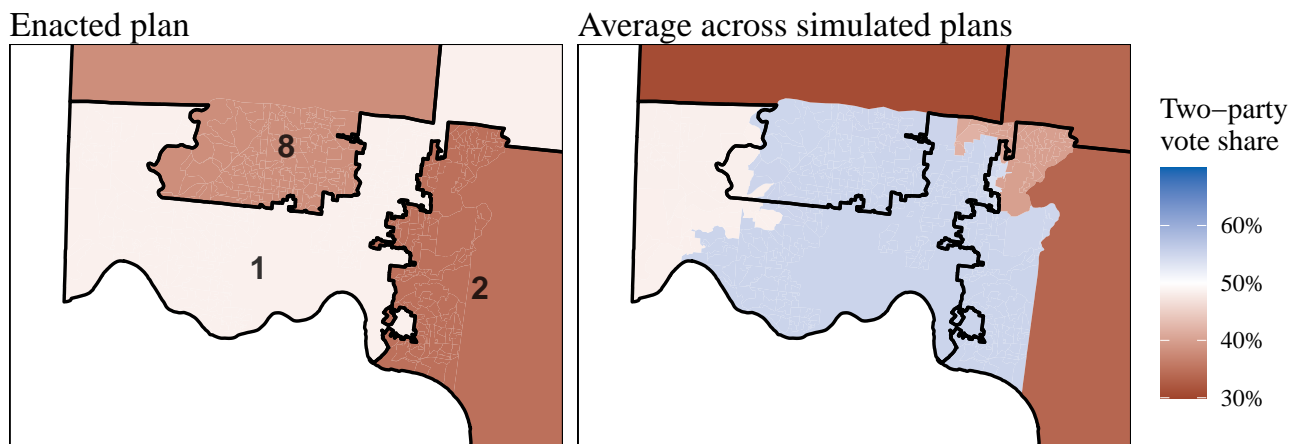 Enacted plan
Average across simulated plans
8
1
2
Two−party
vote share
60%
50%
40%
30%